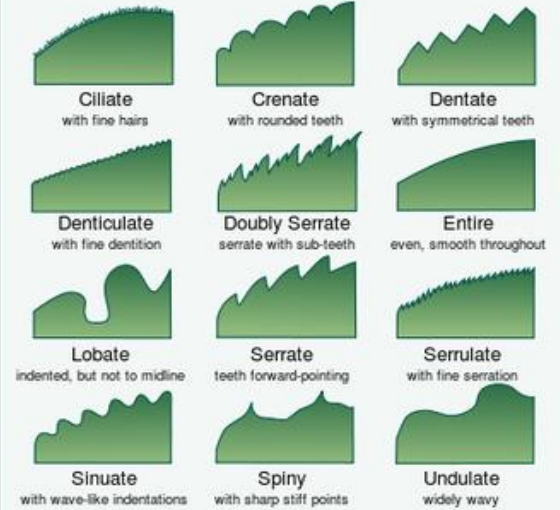 Ciliate
with fine hairs
Crenate
with rounded teeth
Dentate
with symmetrical teeth
Denticulate
with fine dentition
Doubly Serrate
serrate with sub-teeth
Entire
even, smooth throughout
Lobate
indented, but not to midline
Serrate
teeth forward-pointing
Serrulate
with fine serration
Sinuate
with wave-like indentations
Spiny
with sharp stiff points
Undulate
widely wavy